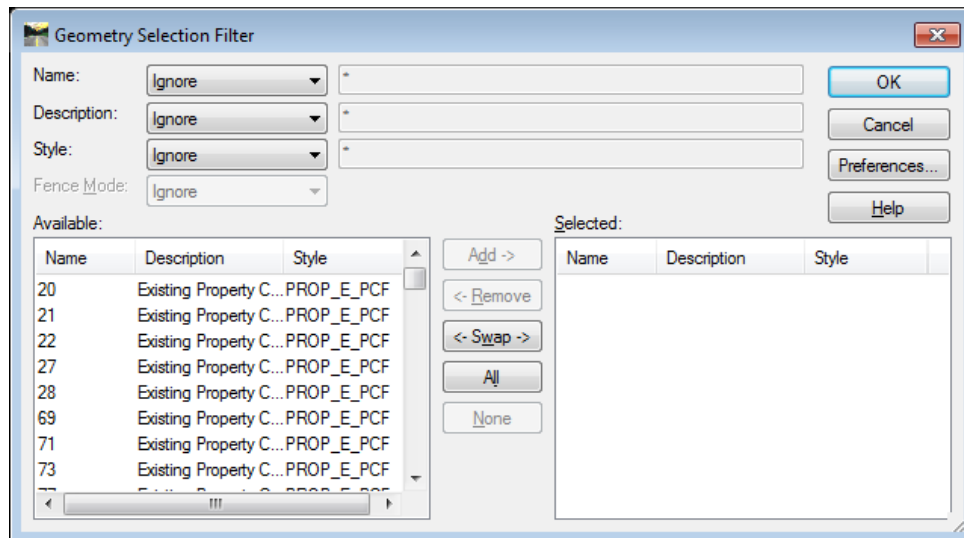 Geometry Selection Filter
Name: Ignore *
OK
Description: Ignore *
Cancel
Style: Ignore *
Preferences...
Fence Mode: Ignore
Help
Available:
Selected:
Name Description Style
Add ->
Name Description Style
20 Existing Property C... PROP_E_PCF
<- Remove
21 Existing Property C... PROP_E_PCF
22 Existing Property C... PROP_E_PCF
<- Swap ->
27 Existing Property C... PROP_E_PCF
All
28 Existing Property C... PROP_E_PCF
69 Existing Property C... PROP_E_PCF
None
71 Existing Property C... PROP_E_PCF
73 Existing Property C... PROP_E_PCF